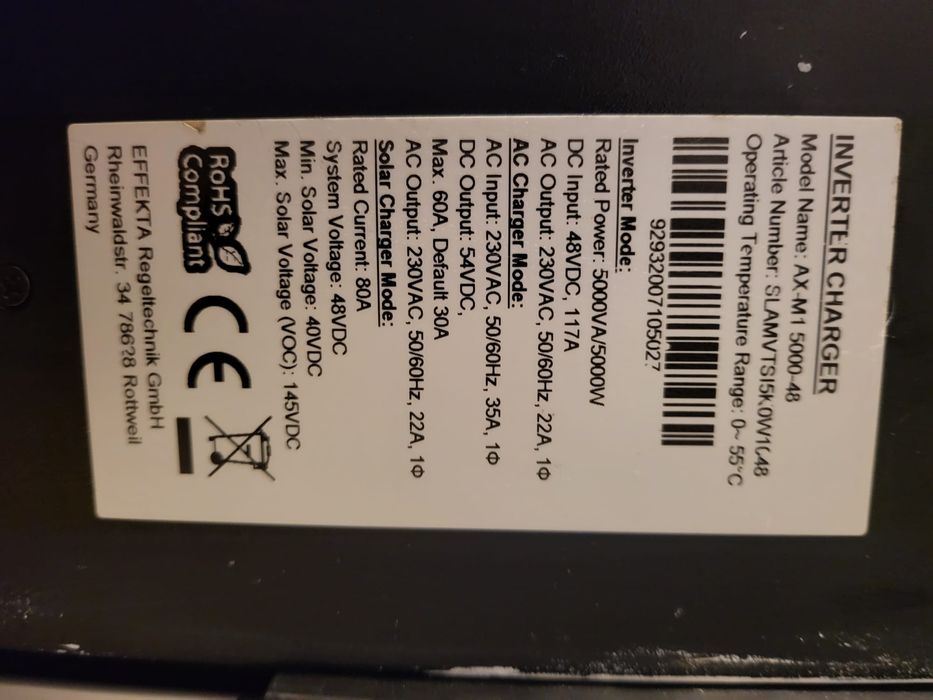 INVERTER CHARGER
Model Name: AX-M1 5000-48
Article Number:
Operating Temperature Range: 0~ 55°C
92932007105027
Inverter Mode:
Rated Power: 5000VA/5000W
DC Input: 48VDC, 117A
AC Output: 230VAC, 50/60Hz, 22A, 1Φ
AC Charger Mode:
AC Input: 230VAC, 50/60Hz, 35A, 1Φ
DC Output: 54VDC,
Max. 60A, Default 30A
AC Output: 230VAC, 50/60Hz, 22A, 1Φ
Solar Charger Mode:
Rated Current: 80A
System Voltage: 48VDC
Min. Solar Voltage: 40VDC
Max. Solar Voltage (VOC): 145VDC
RoHS
Compliant
CE
EFFEKTA Regeltechnik GmbH
Rheinwaldstr. 34 78628 Rottweil
Germany